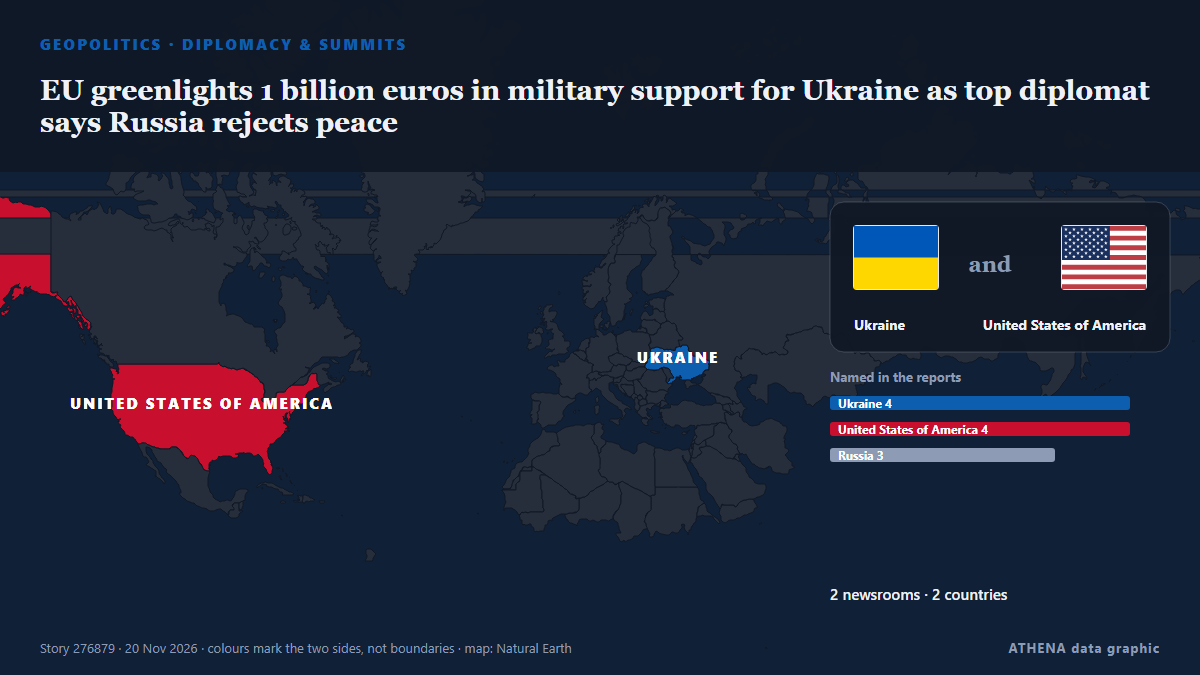 GEOPOLITICS · DIPLOMACY & SUMMITS
EU greenlights 1 billion euros in military support for Ukraine as top diplomat
says Russia rejects peace
and
Ukraine
United States of America
UKRAINE
UNITED STATES OF AMERICA
Named in the reports
Ukraine 4
United States of America 4
Russia 3
2 newsrooms · 2 countries
Story 276879 · 20 Nov 2026 · colours mark the two sides, not boundaries · map: Natural Earth
ATHENA data graphic